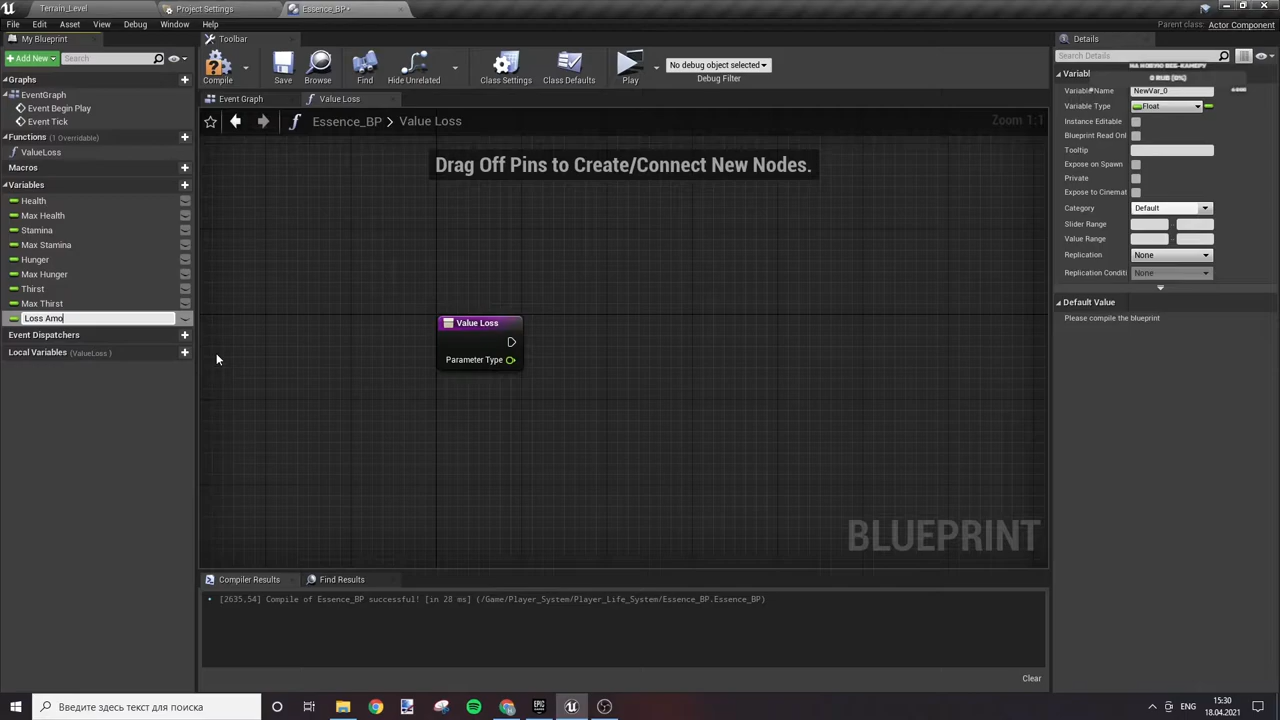 Terrain_Level
Project Settings
Essence_BP*
File Edit Asset View Debug Window Help
Parent class: Actor Component
My Blueprint
Toolbar
Details
+ Add New
Search
Compile
Save
Browse
Find
Hide Unrelated
Class Settings
Class Defaults
Play
No debug object selected
Debug Filter
Search Details
Graphs
EventGraph
Event Begin Play
Event Tick
Functions (1 Overridable)
ValueLoss
Macros
Variables
Health
Max Health
Stamina
Max Stamina
Hunger
Max Hunger
Thirst
Max Thirst
Loss Amo
Event Dispatchers
Local Variables (ValueLoss )
Event Graph
Value Loss
Essence_BP
Value Loss
Zoom 1:1
Drag Off Pins to Create/Connect New Nodes.
Value Loss
Parameter Type
BLUEPRINT
Compiler Results
Find Results
[2635,54] Compile of Essence_BP successful! [in 28 ms] (/Game/Player_System/Player_Life_System/Essence_BP.Essence_BP)
Clear
0 RUB (0%)
Variable Name NewVar_0
Variable Type Float
Instance Editable
Blueprint Read Onl
Tooltip
Expose on Spawn
Private
Expose to Cinemat
Category Default
Slider Range
Value Range
Replication None
Replication Conditi None
Default Value
Please compile the blueprint
Введите здесь текст для поиска
ENG
15:30
18.04.2021